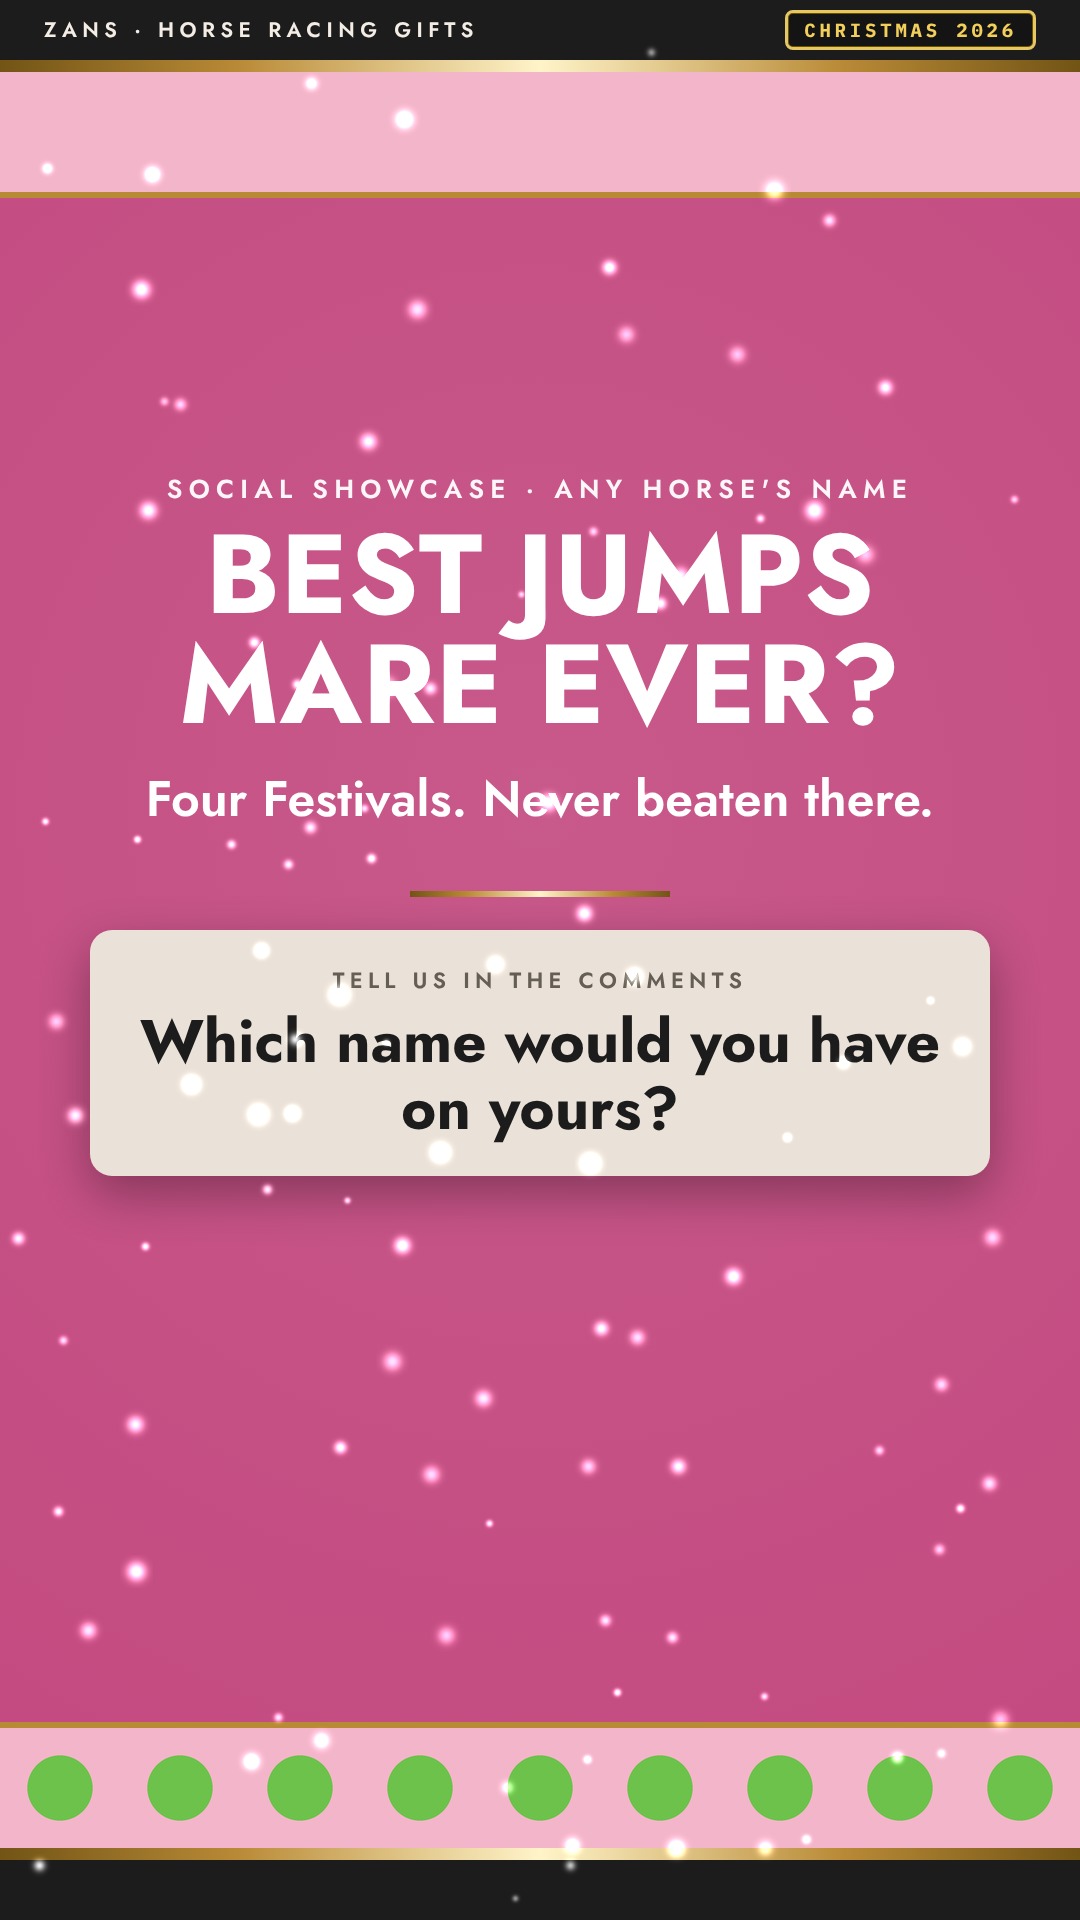 ZANS · HORSE RACING GIFTS
CHRISTMAS 2026
SOCIAL SHOWCASE · ANY HORSE'S NAME
BEST JUMPS
MARE EVER?
Four Festivals. Never beaten there.
TELL US IN THE COMMENTS
Which name would you have
on yours?